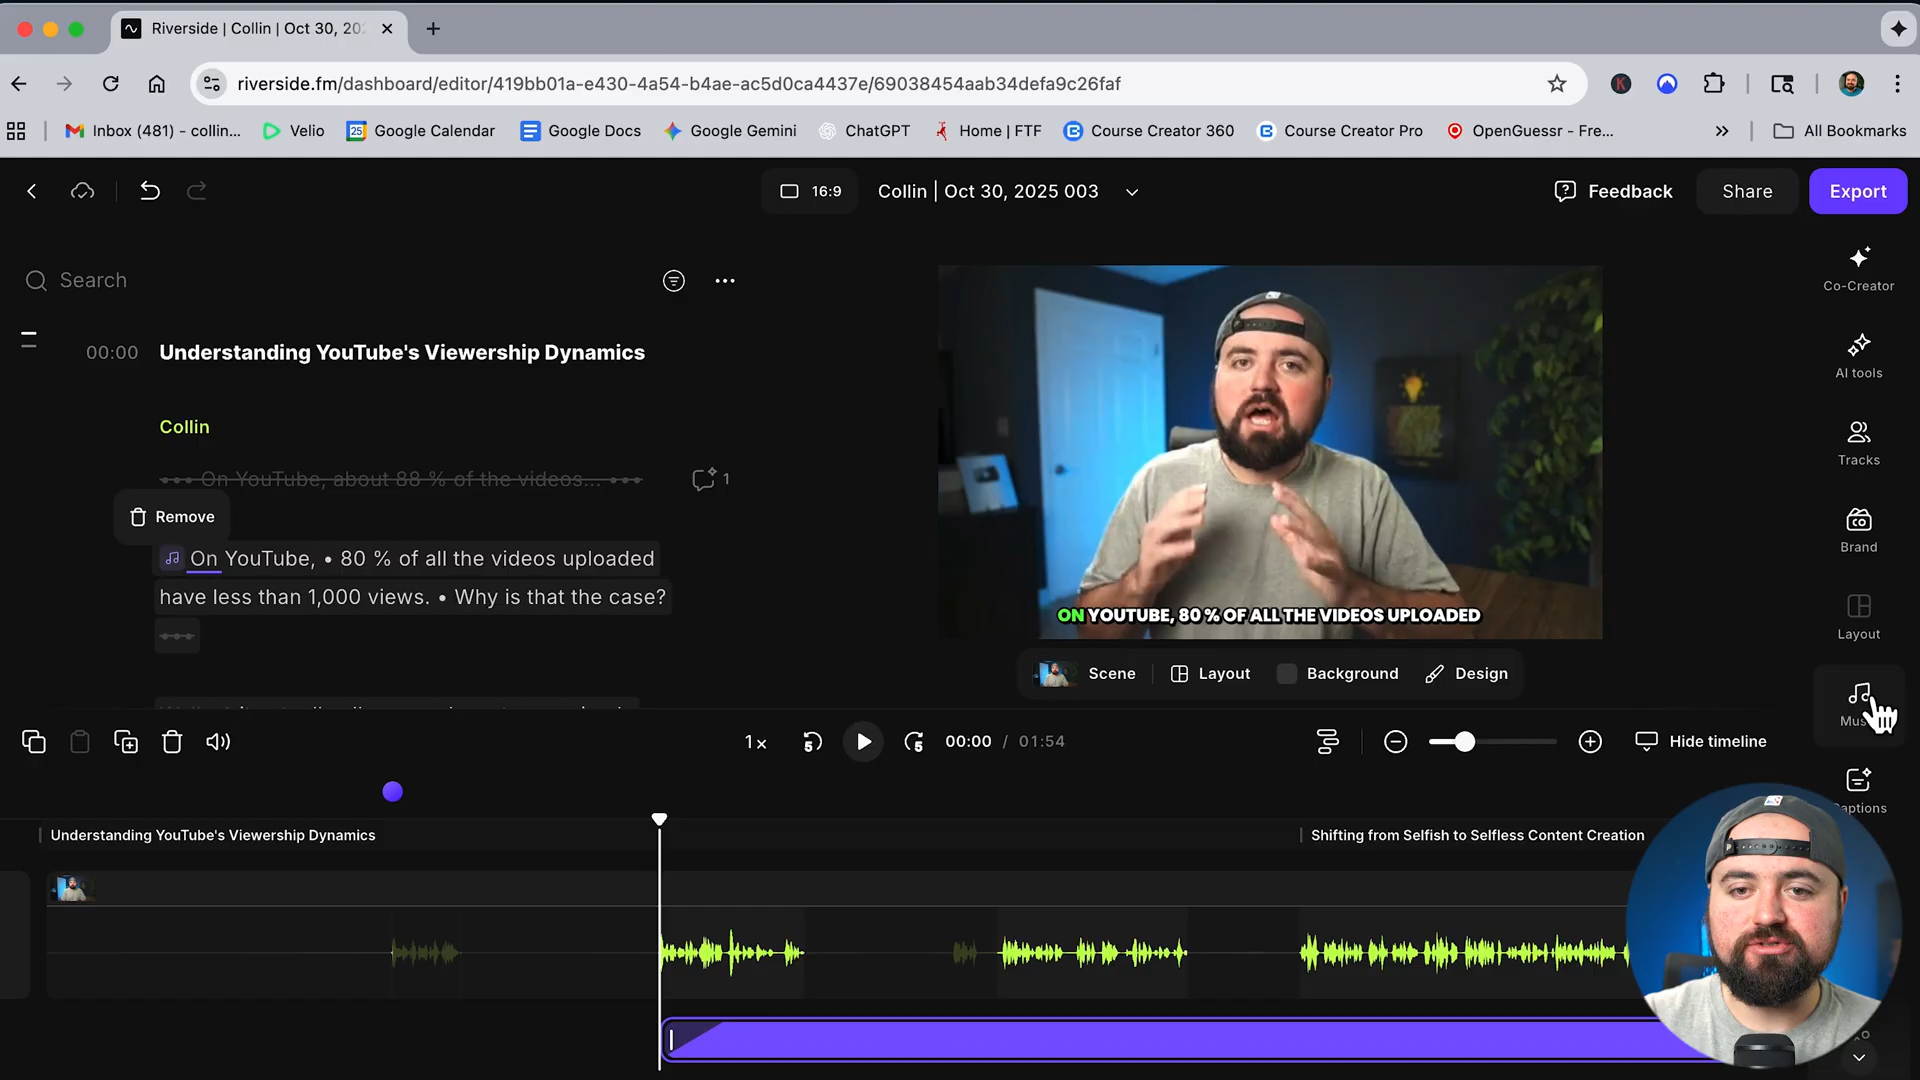 Riverside | Collin | Oct 30, 202
riverside.fm/dashboard/editor/419bb01a-e430-4a54-b4ae-ac5d0ca4437e/69038454aab34defa9c26faf
K
Inbox (481) - collin...
Velio
25
Google Calendar
Google Docs
Google Gemini
ChatGPT
Home | FTF
Course Creator 360
Course Creator Pro
OpenGuessr - Fre...
All Bookmarks
16:9
Collin | Oct 30, 2025 003
Feedback
Share
Export
Search
00:00
Understanding YouTube's Viewership Dynamics
Collin
On YouTube, about 88 % of the videos...
1
Remove
On YouTube, • 80 % of all the videos uploaded
have less than 1,000 views. • Why is that the case?
ON YOUTUBE, 80 % OF ALL THE VIDEOS UPLOADED
Scene
Layout
Background
Design
Co-Creator
AI tools
Tracks
Brand
Layout
Mus
aptions
1x
5
5
00:00 / 01:54
Hide timeline
Understanding YouTube's Viewership Dynamics
Shifting from Selfish to Selfless Content Creation